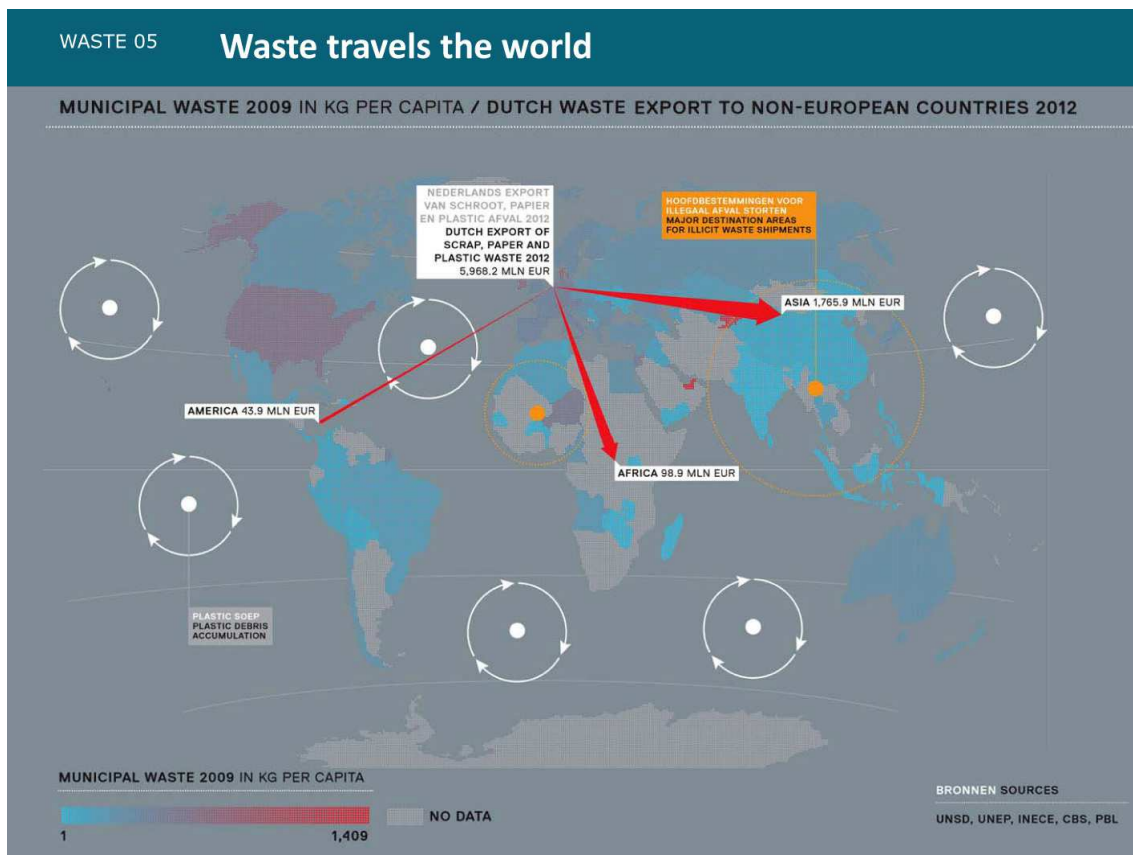 WASTE 05
Waste travels the world
MUNICIPAL WASTE 2009 IN KG PER CAPITA / DUTCH WASTE EXPORT TO NON-EUROPEAN COUNTRIES 2012
NEDERLANDS EXPORT
VAN SCHROOT, PAPIER
EN PLASTIC AFVAL 2012
DUTCH EXPORT OF
SCRAP, PAPER AND
PLASTIC WASTE 2012
5,968.2 MLN EUR
HOOFDBESTEMMINGEN VOOR
ILLEGAAL AFVAL STORTEN
MAJOR DESTINATION AREAS
FOR ILLICIT WASTE SHIPMENTS
ASIA 1,765.9 MLN EUR
AMERICA 43.9 MLN EUR
AFRICA 98.9 MLN EUR
PLASTIC SOEP
PLASTIC DEBRIS
ACCUMULATION
MUNICIPAL WASTE 2009 IN KG PER CAPITA
1
1,409
NO DATA
BRONNEN SOURCES
UNSD, UNEP, INECE, CBS, PBL